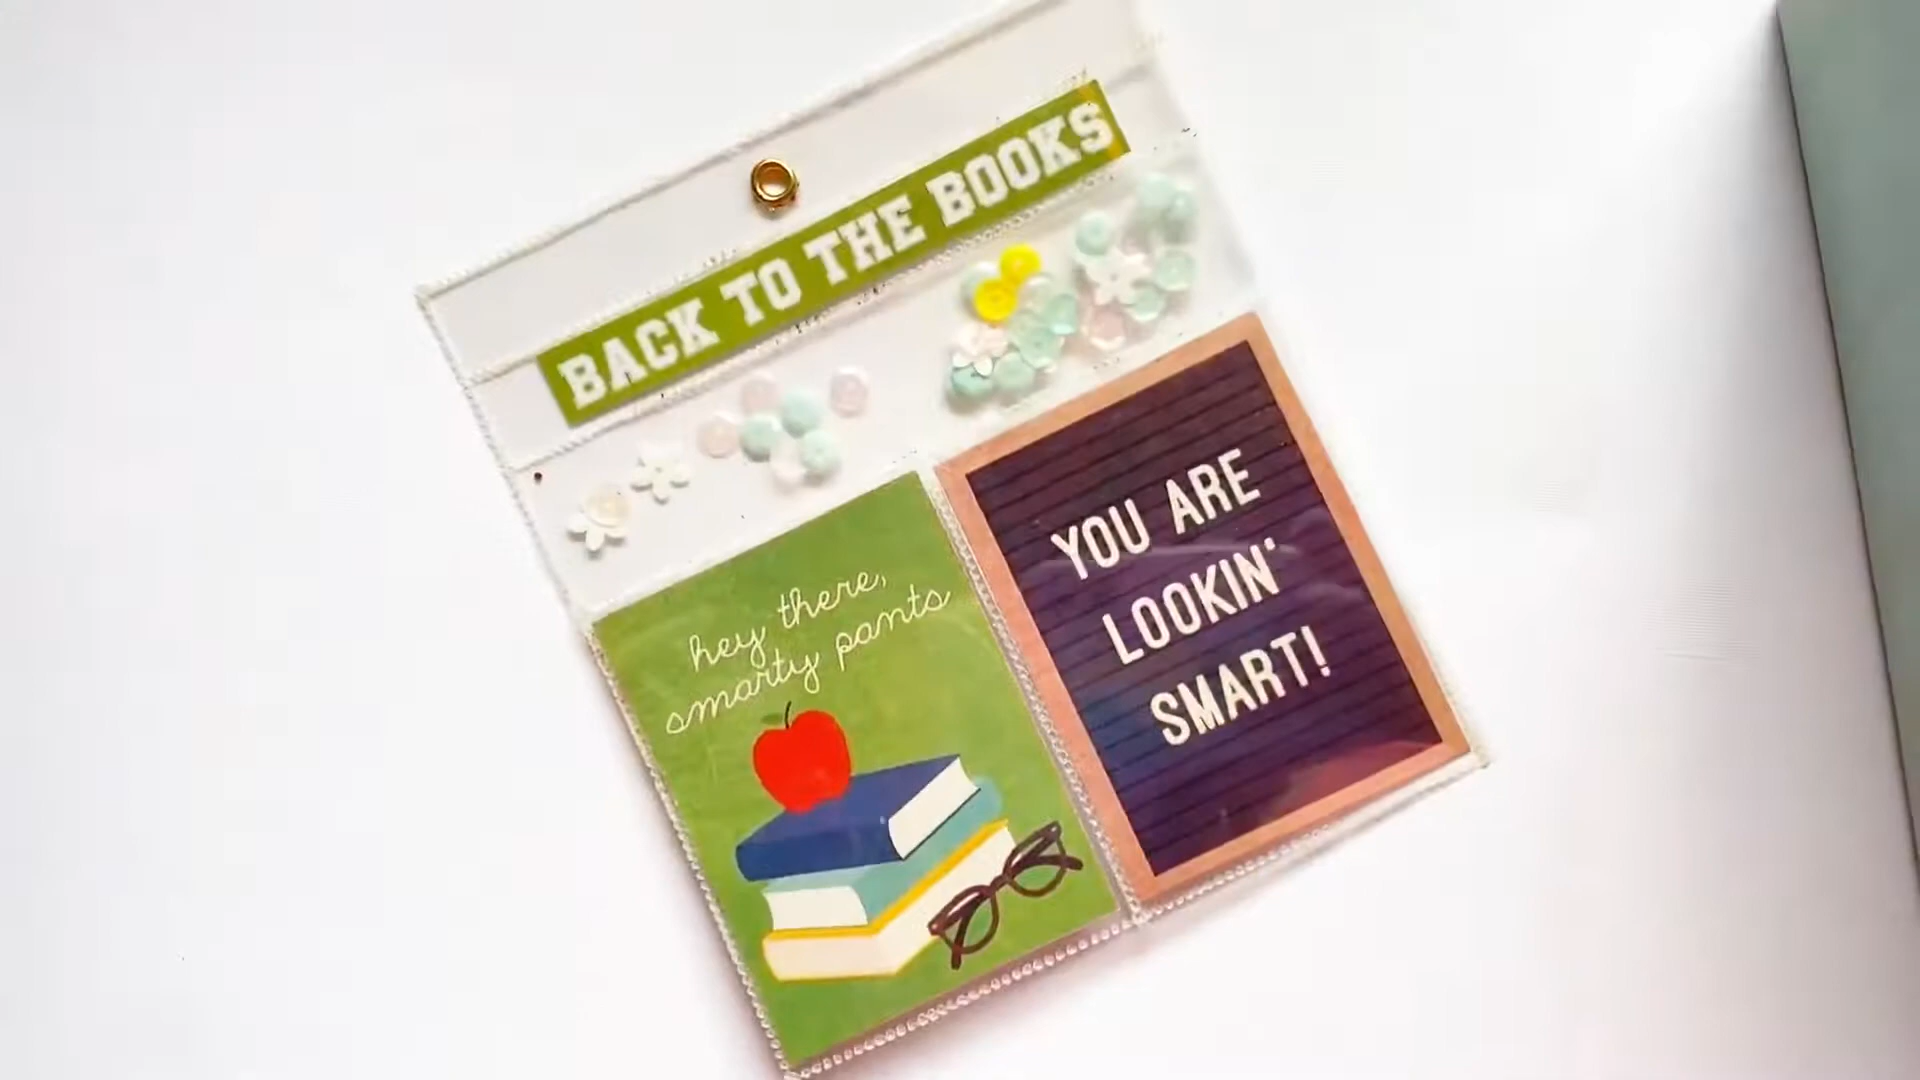 BACK TO THE BOOKS
hey there,
smarty pants
YOU ARE
LOOKIN'
SMART!